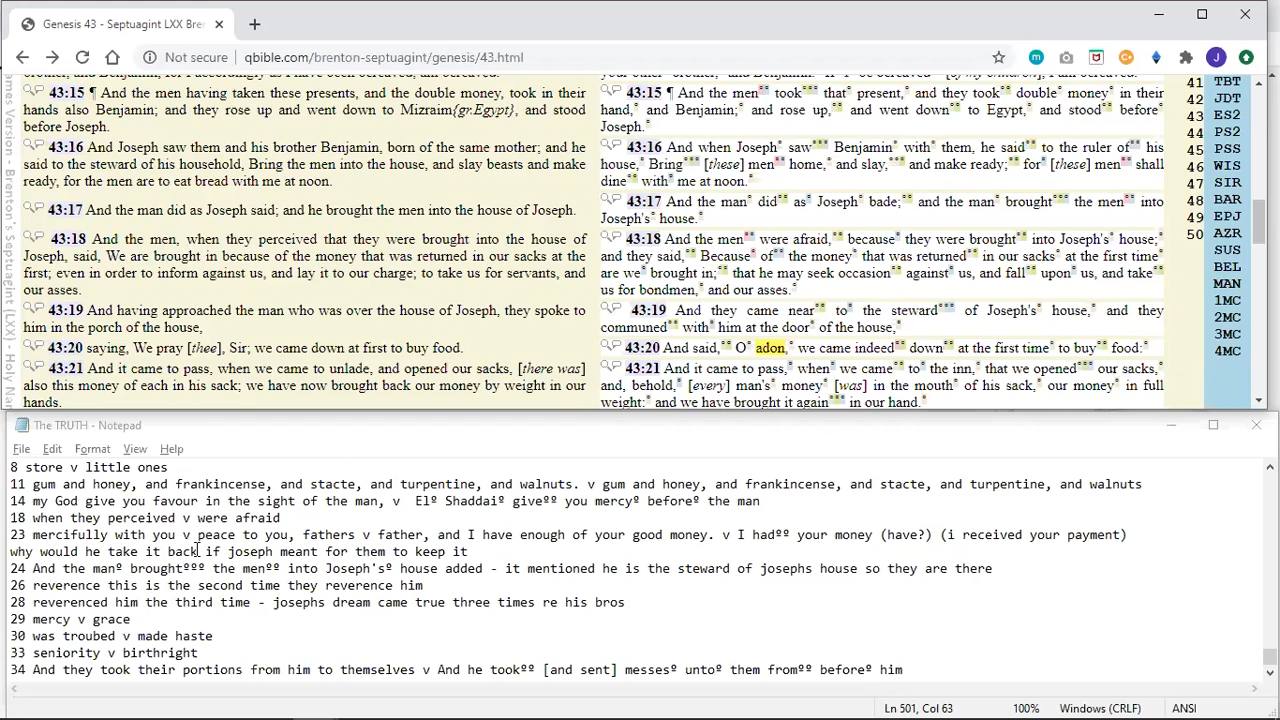 Genesis 43 - Septuagint LXX Bren
Not secure
qbible.com/brenton-septuagint/genesis/43.html
43:15 ¶ And the men having taken these presents, and the double money, took in their
hands also Benjamin; and they rose up and went down to Mizraim{gr.Egypt}, and stood
before Joseph.
43:16 And Joseph saw them and his brother Benjamin, born of the same mother; and he
said to the steward of his household, Bring the men into the house, and slay beasts and make
ready, for the men are to eat bread with me at noon.
43:17 And the man did as Joseph said; and he brought the men into the house of Joseph.
43:18 And the men, when they perceived that they were brought into the house of
Joseph, said, We are brought in because of the money that was returned in our sacks at the
first; even in order to inform against us, and lay it to our charge; to take us for servants, and
our asses.
43:19 And having approached the man who was over the house of Joseph, they spoke to
him in the porch of the house,
43:20 saying, We pray [thee], Sir; we came down at first to buy food.
43:21 And it came to pass, when we came to unlade, and opened our sacks, [there was]
also this money of each in his sack; we have now brought back our money by weight in our
hands.
43:15 ¶ And the men took that present, and they took double money in their
hand, and Benjamin; and they rose up, and went down to Egypt, and stood before
Joseph.
43:16 And when Joseph saw Benjamin with them, he said to the ruler of his
house, Bring [these] men home, and slay, and make ready; for [these] men shall
dine with me at noon.
43:17 And the man did as Joseph bade; and the man brought the men into
Joseph's house.
43:18 And the men were afraid, because they were brought into Joseph's house;
and they said, Because of the money that was returned in our sacks at the first time
are we brought in; that he may seek occasion against us, and fall upon us, and take
us for bondmen, and our asses.
43:19 And they came near to the steward of Joseph's house, and they
communed with him at the door of the house,
43:20 And said, O adon, we came indeed down at the first time to buy food:
43:21 And it came to pass, when we came to the inn, that we opened our sacks,
and, behold, [every] man's money [was] in the mouth of his sack, our money in full
weight: and we have brought it again in our hand.
41
42
43
44
45
46
47
48
49
50
TBT
JDT
ES2
PS2
PSS
WIS
SIR
BAR
EPJ
AZR
SUS
BEL
MAN
1MC
2MC
3MC
4MC
The TRUTH - Notepad
File Edit Format View Help
8 store v little ones
11 gum and honey, and frankincense, and stacte, and turpentine, and walnuts. v gum and honey, and frankincense, and stacte, and turpentine, and walnuts
14 my God give you favour in the sight of the man, v  Elº Shaddaiº giveºº you mercyº beforeº the man
18 when they perceived v were afraid
23 mercifully with you v peace to you, fathers v father, and I have enough of your good money. v I hadºº your money (have?) (i received your payment)
why would he take it back if joseph meant for them to keep it
24 And the manº broughtººº the menºº into Joseph'sº house added - it mentioned he is the steward of josephs house so they are there
26 reverence this is the second time they reverence him
28 reverenced him the third time - josephs dream came true three times re his bros
29 mercy v grace
30 was troubed v made haste
33 seniority v birthright
34 And they took their portions from him to themselves v And he tookºº [and sent] messesº untoº them fromºº beforeº him
Ln 501, Col 63
100%
Windows (CRLF)
ANSI